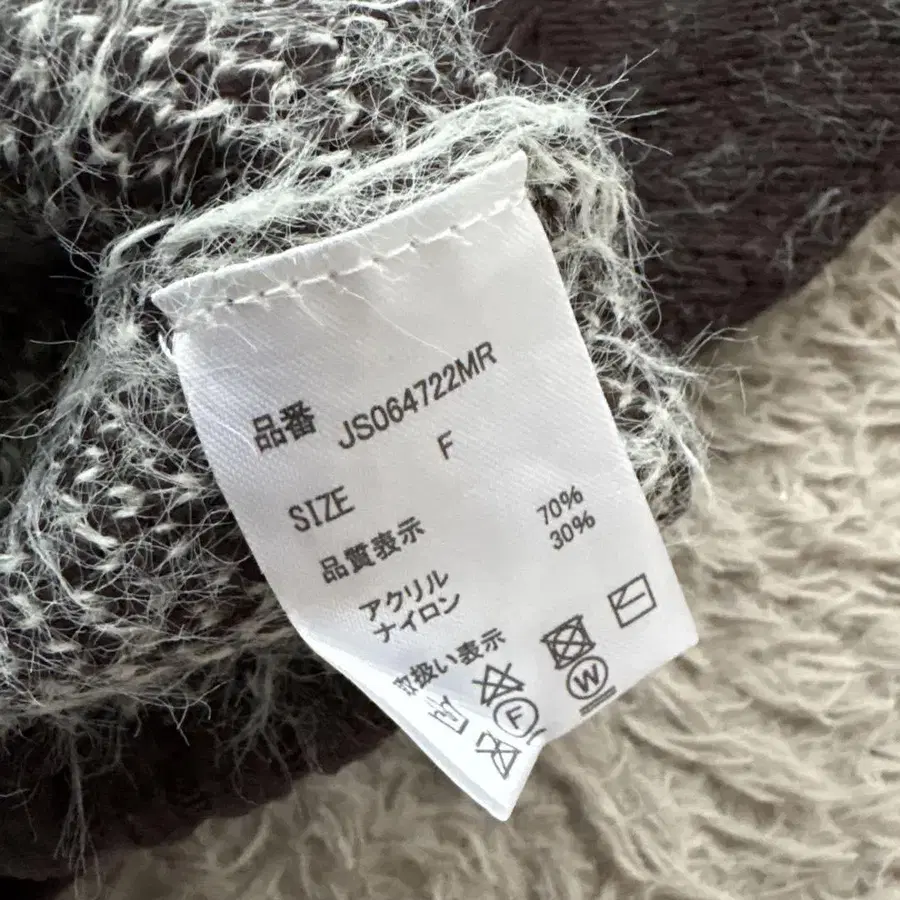 品番 JS064722MR
SIZE F
品質表示
アクリル 70%
ナイロン 30%
取扱い表示
F
W